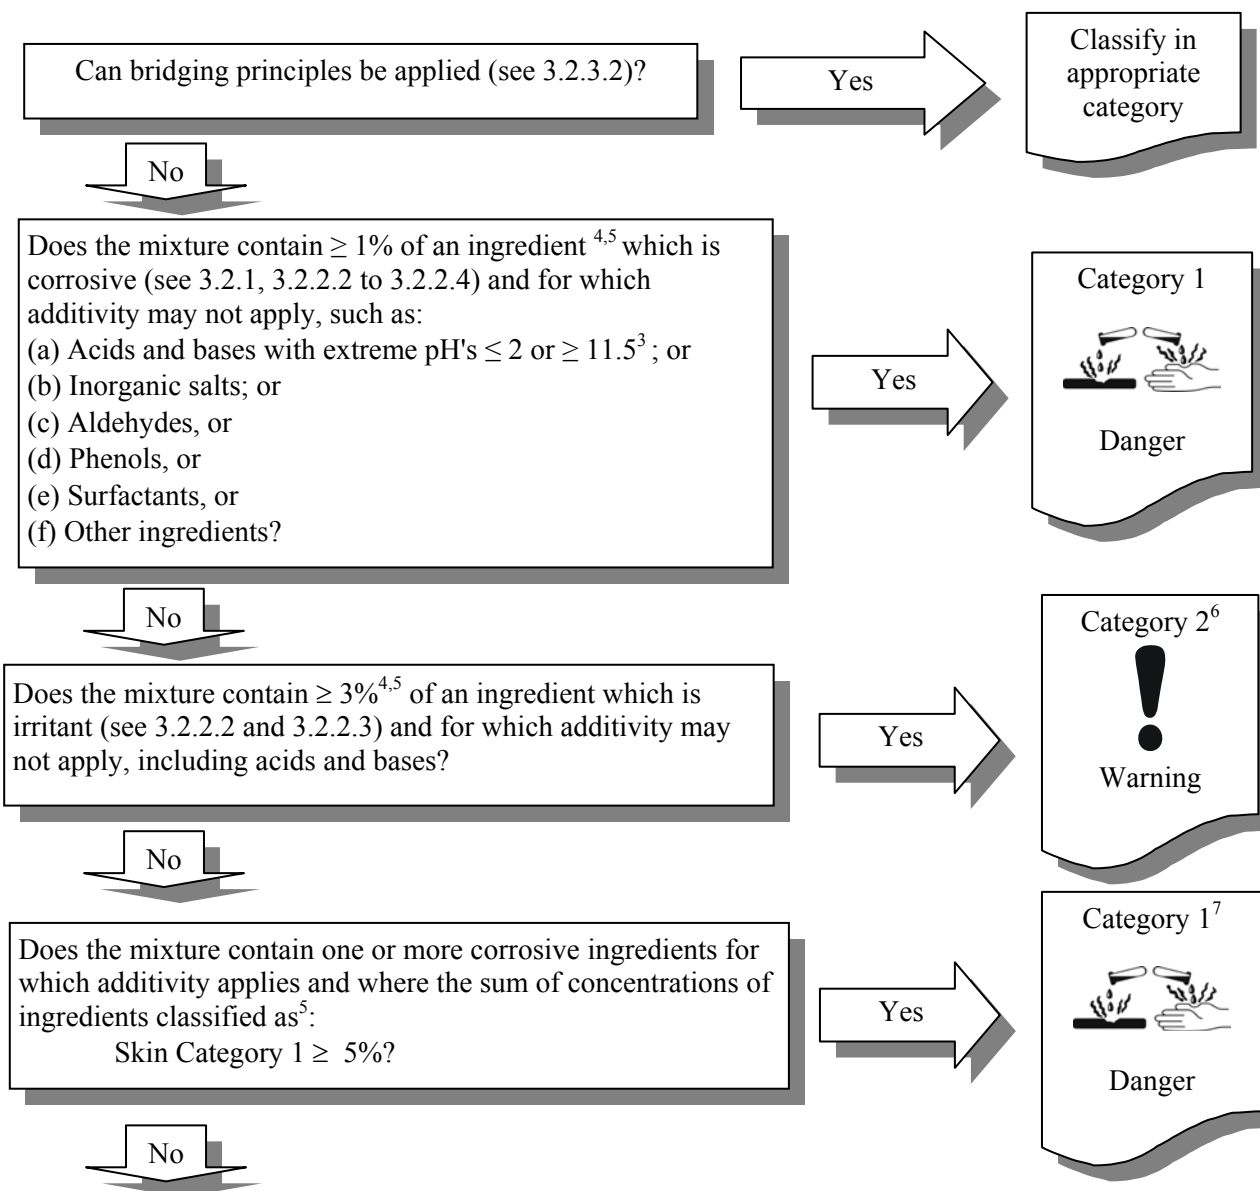 Can bridging principles be applied (see 3.2.3.2)?
Yes
Classify in
appropriate
category
No
Does the mixture contain ≥ 1% of an ingredient ⁴,⁵ which is
corrosive (see 3.2.1, 3.2.2.2 to 3.2.2.4) and for which
additivity may not apply, such as:
(a) Acids and bases with extreme pH's ≤ 2 or ≥ 11.5³ ; or
(b) Inorganic salts; or
(c) Aldehydes, or
(d) Phenols, or
(e) Surfactants, or
(f) Other ingredients?
Yes
Category 1
Danger
No
Does the mixture contain ≥ 3%⁴,⁵ of an ingredient which is
irritant (see 3.2.2.2 and 3.2.2.3) and for which additivity may
not apply, including acids and bases?
Yes
Category 2⁶
Warning
No
Does the mixture contain one or more corrosive ingredients for
which additivity applies and where the sum of concentrations of
ingredients classified as⁵:
Skin Category 1 ≥ 5%?
Yes
Category 1⁷
Danger
No